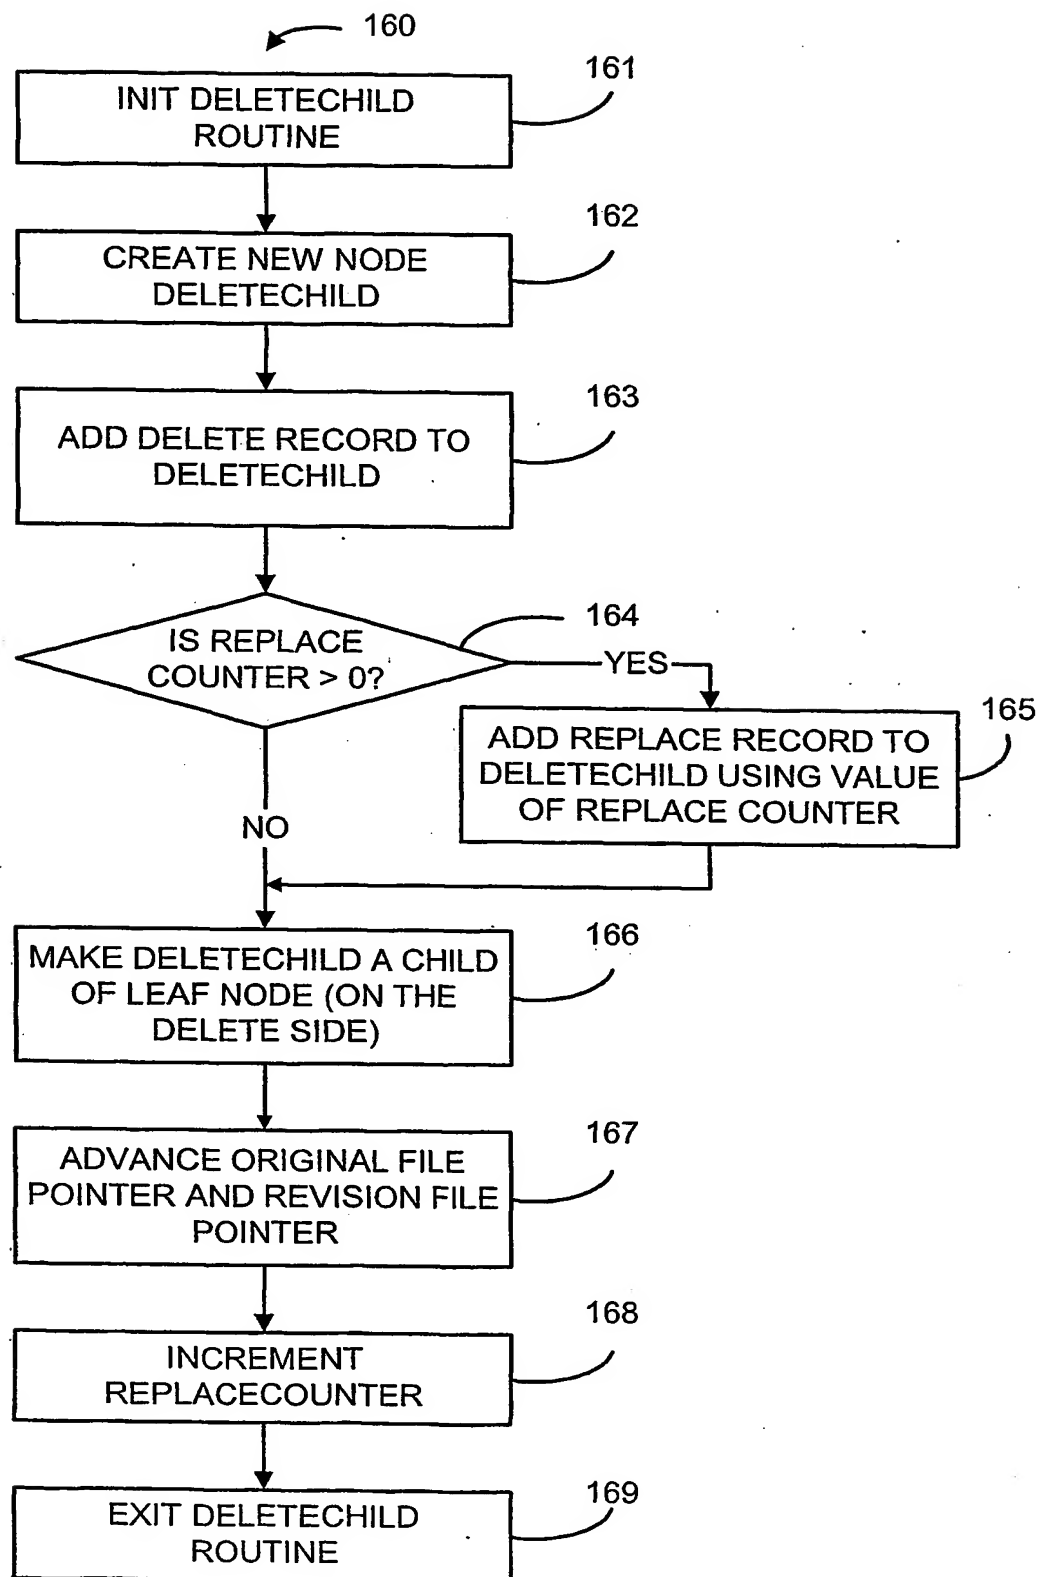 160
INIT DELETECHILD
ROUTINE
161
CREATE NEW NODE
DELETECHILD
162
ADD DELETE RECORD TO
DELETECHILD
163
IS REPLACE
COUNTER > 0?
164
YES
ADD REPLACE RECORD TO
DELETECHILD USING VALUE
OF REPLACE COUNTER
165
NO
MAKE DELETECHILD A CHILD
OF LEAF NODE (ON THE
DELETE SIDE)
166
ADVANCE ORIGINAL FILE
POINTER AND REVISION FILE
POINTER
167
INCREMENT
REPLACECOUNTER
168
EXIT DELETECHILD
ROUTINE
169